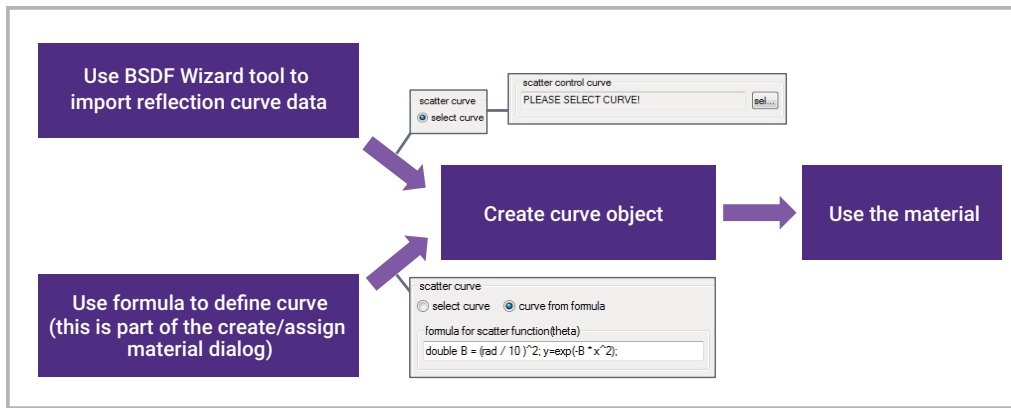 Use BSDF Wizard tool to
import reflection curve data
scatter curve
select curve
scatter control curve
PLEASE SELECT CURVE!
sel...
Create curve object
Use the material
Use formula to define curve
(this is part of the create/assign
material dialog)
scatter curve
select curve curve from formula
formula for scatter function(theta)
double B = (rad / 10 )^2; y=exp(-B * x^2);